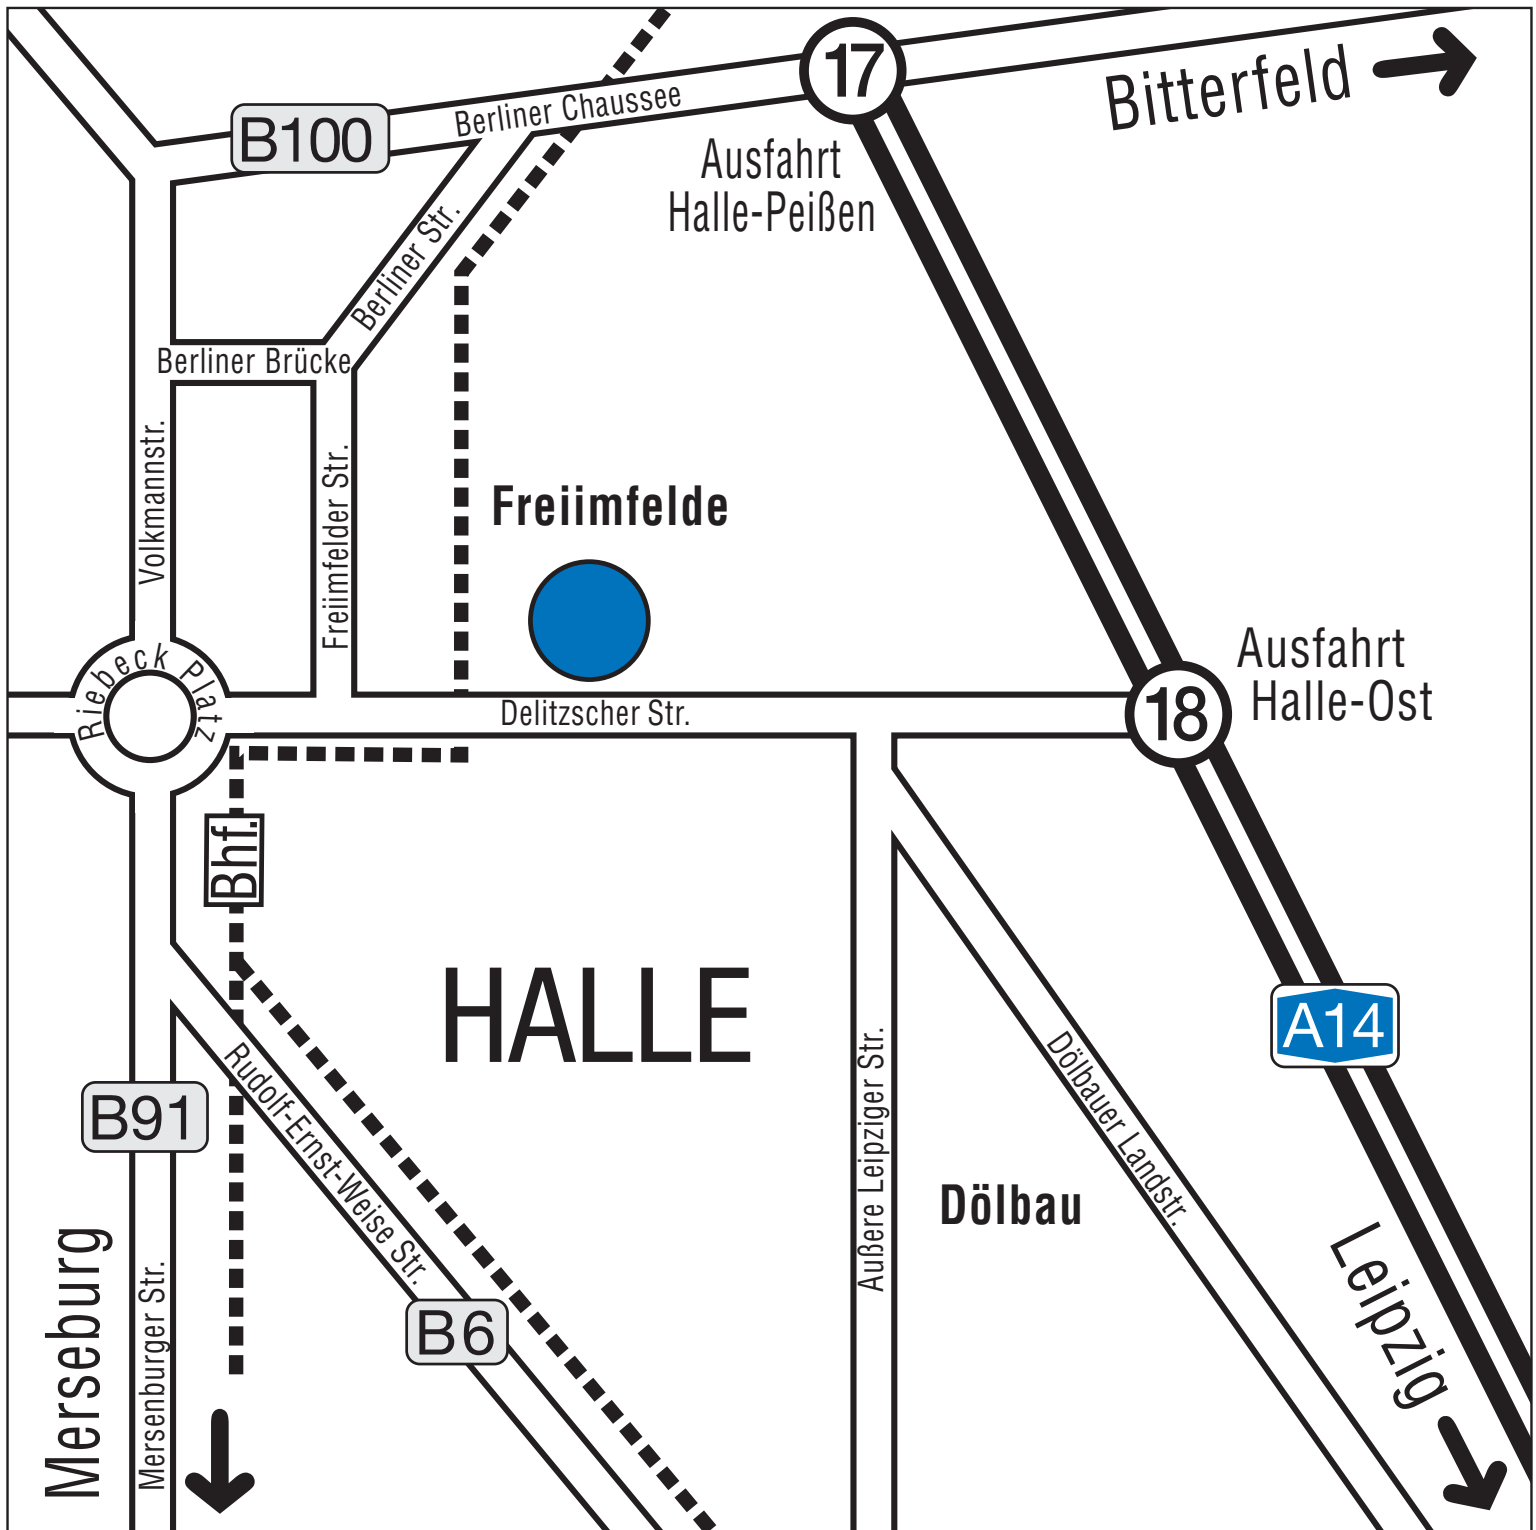 17
Bitterfeld
Berliner Chaussee
B100
Ausfahrt
Halle-Peißen
Berliner Str.
Berliner Brücke
Volkmannstr.
Freiimfelder Str.
Freiimfelde
Riebeck Platz
Delitzscher Str.
18
Ausfahrt
Halle-Ost
Bhf.
HALLE
A14
Rudolf-Ernst-Weise Str.
B91
Äußere Leipziger Str.
Dölbauer Landstr.
Dölbau
Merseburg
Mersenburger Str.
B6
Leipzig